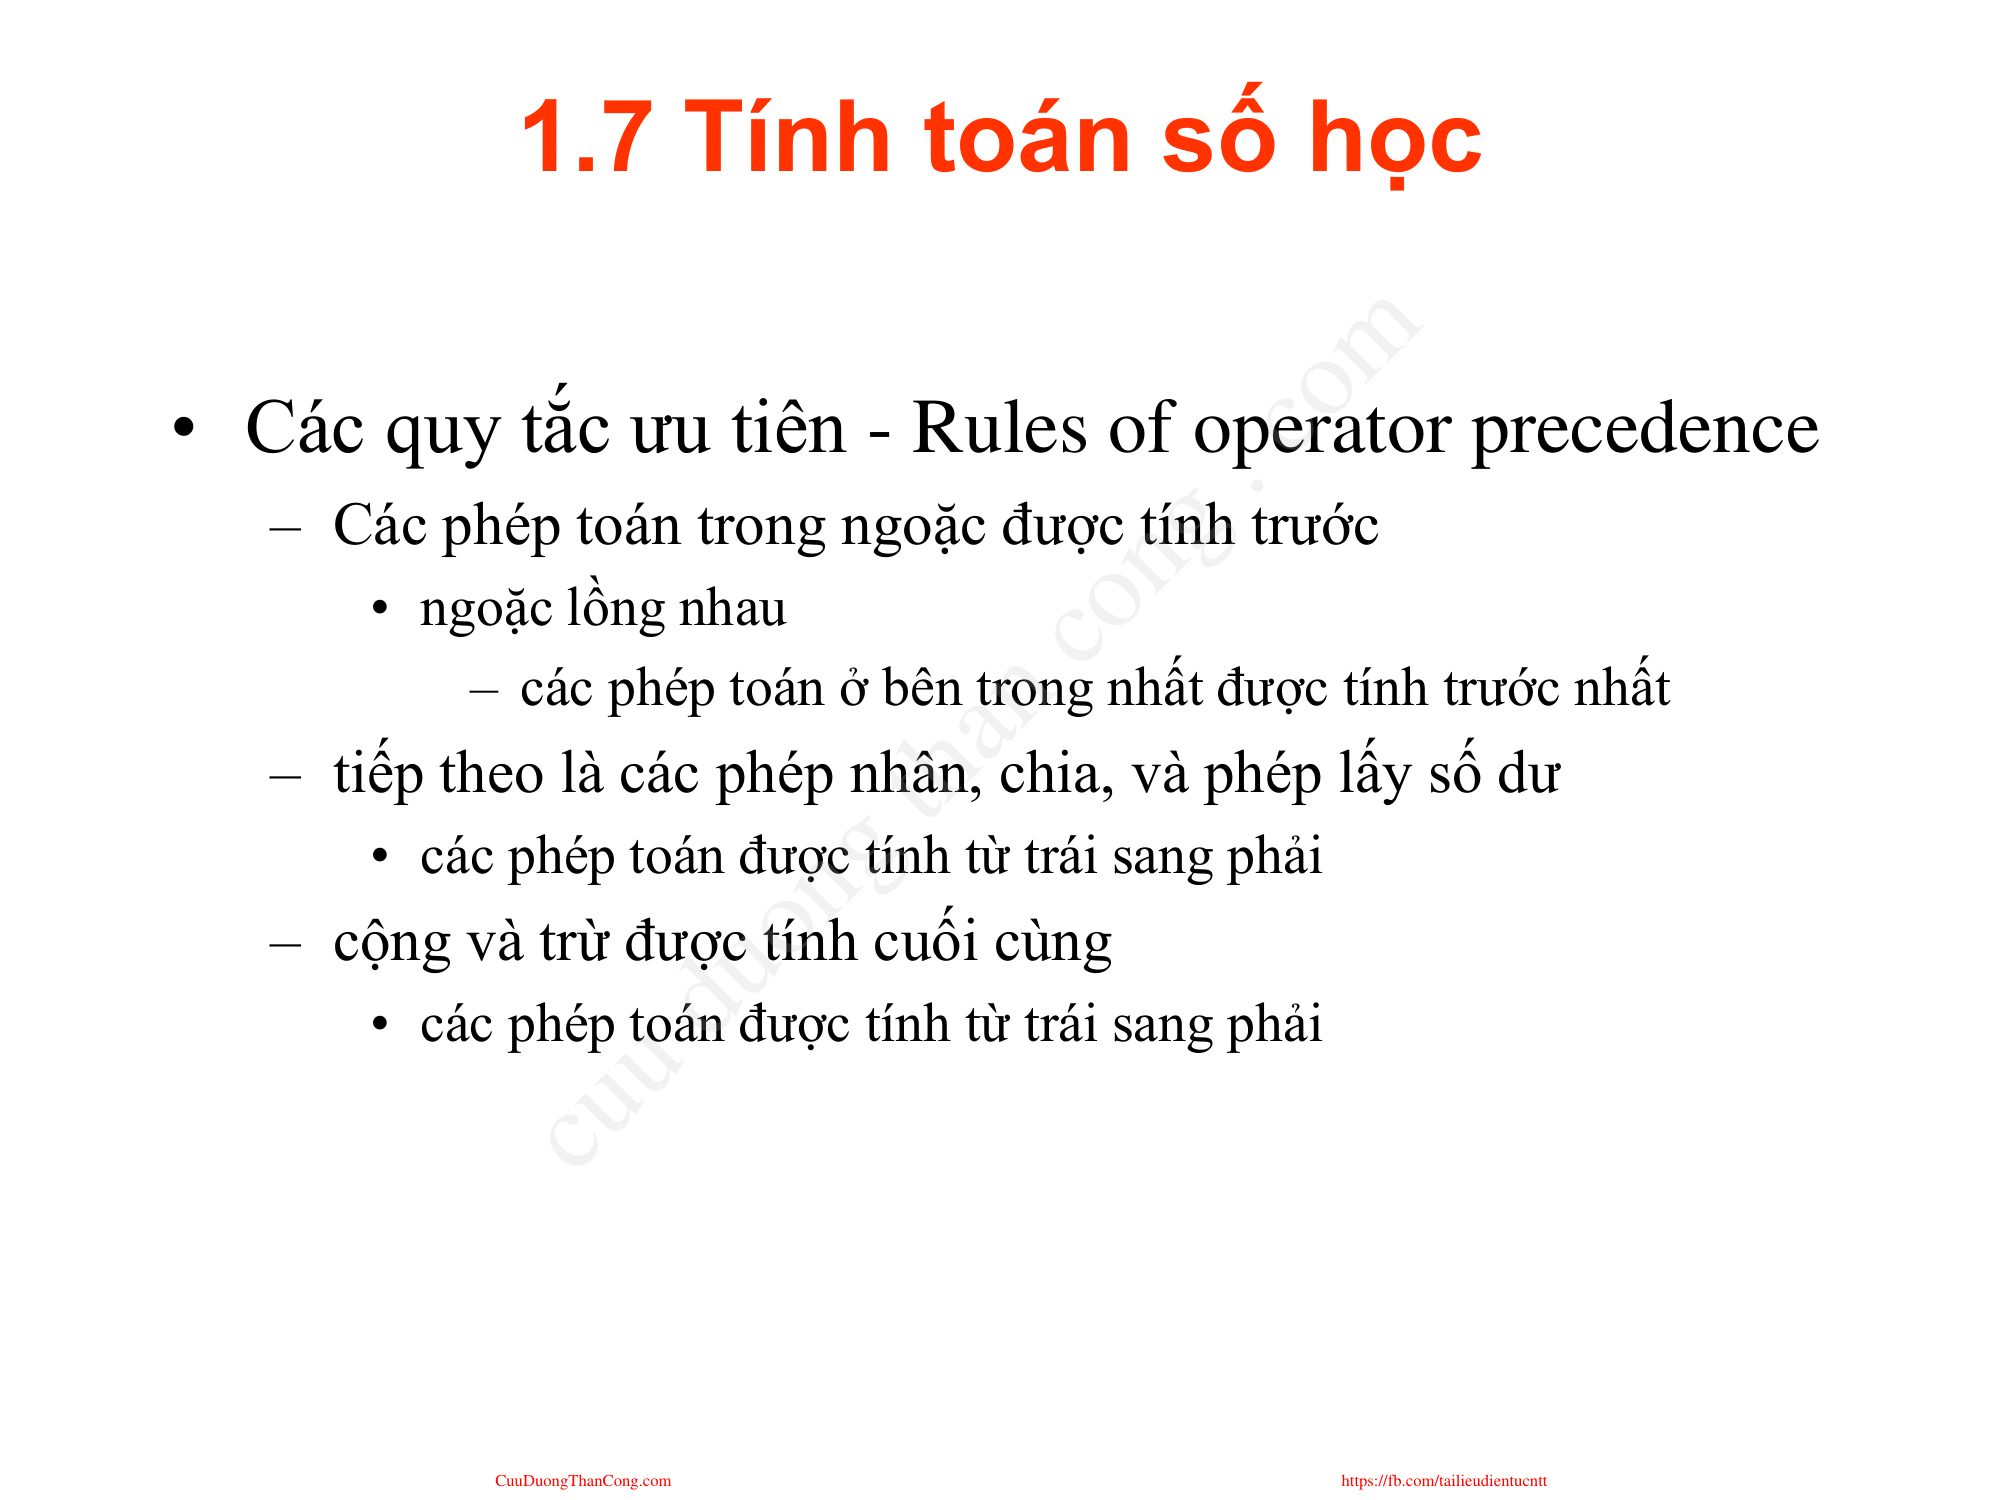 1.7 Tính toán số học
• Các quy tắc ưu tiên - Rules of operator precedence
– Các phép toán trong ngoặc được tính trước
• ngoặc lồng nhau
– các phép toán ở bên trong nhất được tính trước nhất
– tiếp theo là các phép nhân, chia, và phép lấy số dư
• các phép toán được tính từ trái sang phải
– cộng và trừ được tính cuối cùng
• các phép toán được tính từ trái sang phải
cuu duong than cong . com
CuuDuongThanCong.com
https://fb.com/tailieudientucntt